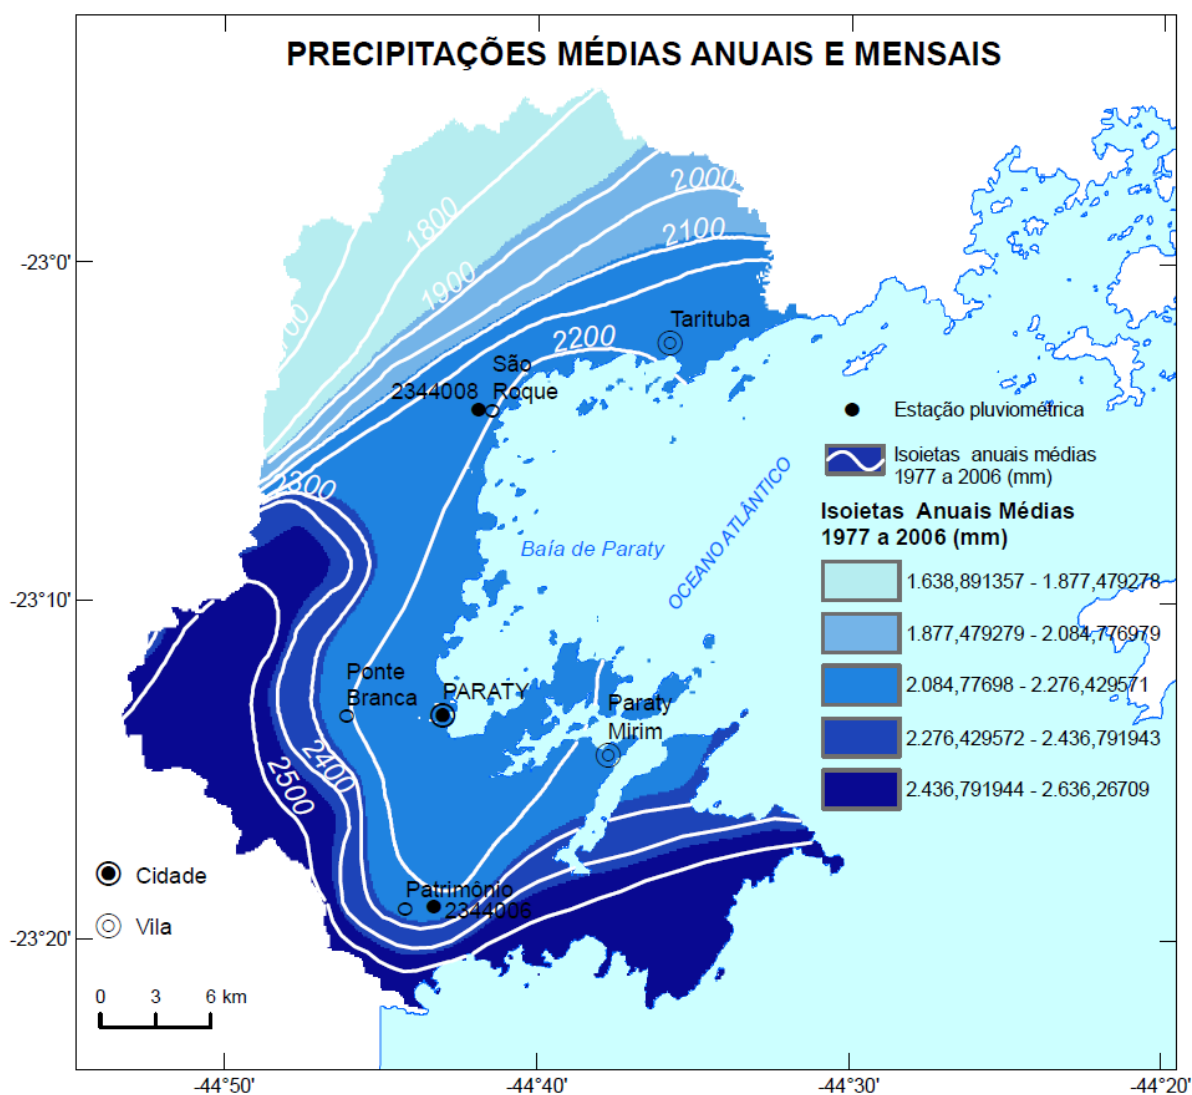 PRECIPITAÇÕES MÉDIAS ANUAIS E MENSAIS
2000
2100
1800
1900
-23°0'
Tarituba
2200
São
Roque
2344008
Estação pluviométrica
Isoietas anuais médias
1977 a 2006 (mm)
2300
Isoietas Anuais Médias
1977 a 2006 (mm)
Baía de Paraty
OCEANO ATLÂNTICO
1.638,891357 - 1.877,479278
-23°10'
1.877,479279 - 2.084,776979
Ponte
Branca
PARATY
2.084,77698 - 2.276,429571
Paraty
Mirim
2.276,429572 - 2.436,791943
2400
2500
2.436,791944 - 2.636,26709
Cidade
Patrimônio
2344006
Vila
-23°20'
0 3 6 km
-44°50' -44°40' -44°30' -44°20'